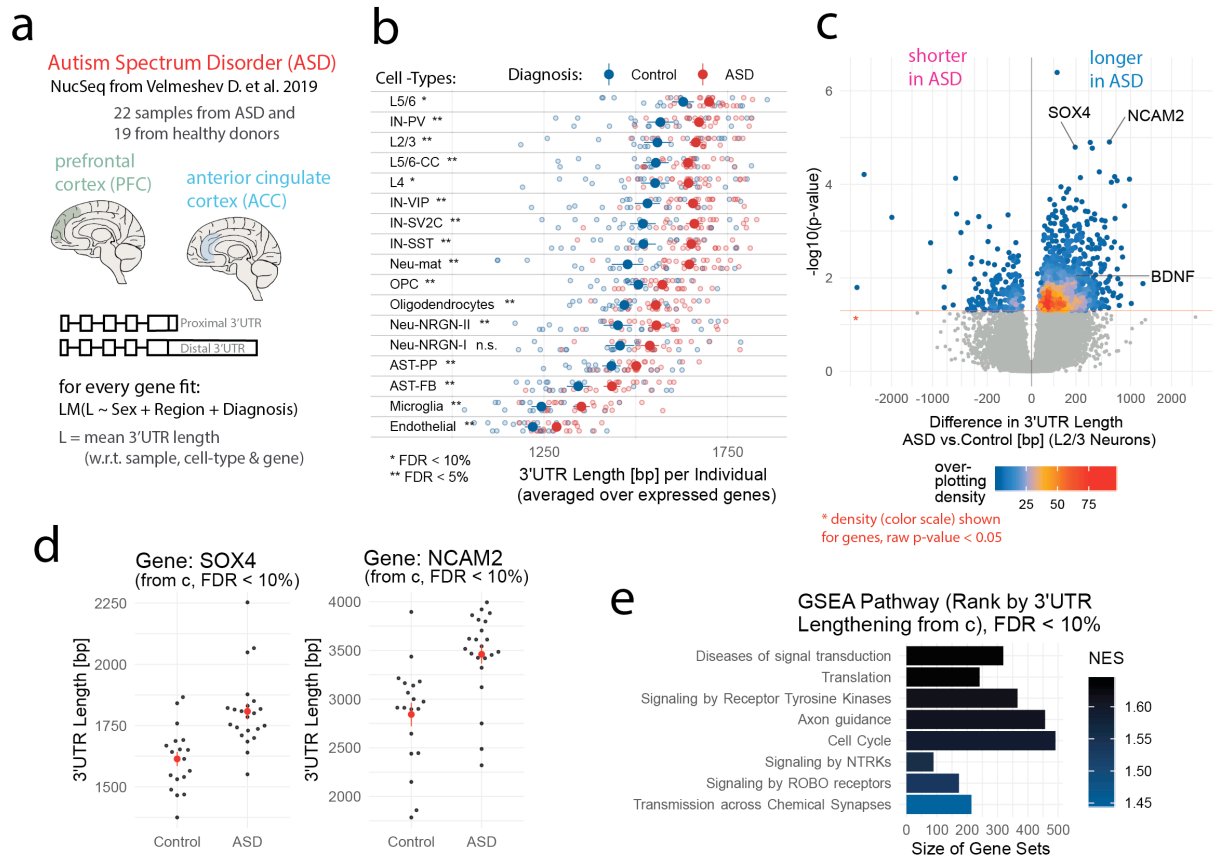 a
Autism Spectrum Disorder (ASD)
NucSeq from Velmeshev D. et al. 2019
22 samples from ASD and
19 from healthy donors
prefrontal
cortex (PFC)
anterior cingulate
cortex (ACC)
Proximal 3'UTR
Distal 3'UTR
for every gene fit:
LM(L ~ Sex + Region + Diagnosis)
L = mean 3'UTR length
(w.r.t. sample, cell-type & gene)
b
Cell -Types:
Diagnosis:
Control
ASD
L5/6 *
IN-PV **
L2/3 **
L5/6-CC **
L4 *
IN-VIP **
IN-SV2C **
IN-SST **
Neu-mat **
OPC **
Oligodendrocytes **
Neu-NRGN-II **
Neu-NRGN-I n.s.
AST-PP **
AST-FB **
Microglia **
Endothelial **
1250
1750
* FDR < 10%
** FDR < 5%
3'UTR Length [bp] per Individual
(averaged over expressed genes)
c
shorter
in ASD
longer
in ASD
SOX4
NCAM2
BDNF
-log10(p-value)
6
4
2
0
*
-2000
-1000
-200
0
200
1000
2000
Difference in 3'UTR Length
ASD vs.Control [bp] (L2/3 Neurons)
over-
plotting
density
25
50
75
* density (color scale) shown
for genes, raw p-value < 0.05
d
Gene: SOX4
(from c, FDR < 10%)
3'UTR Length [bp]
2250
2000
1750
1500
Control
ASD
Gene: NCAM2
(from c, FDR < 10%)
3'UTR Length [bp]
4000
3500
3000
2500
2000
Control
ASD
e
GSEA Pathway (Rank by 3'UTR
Lengthening from c), FDR < 10%
Diseases of signal transduction
Translation
Signaling by Receptor Tyrosine Kinases
Axon guidance
Cell Cycle
Signaling by NTRKs
Signaling by ROBO receptors
Transmission across Chemical Synapses
0
100
200
300
400
500
Size of Gene Sets
NES
1.60
1.55
1.50
1.45